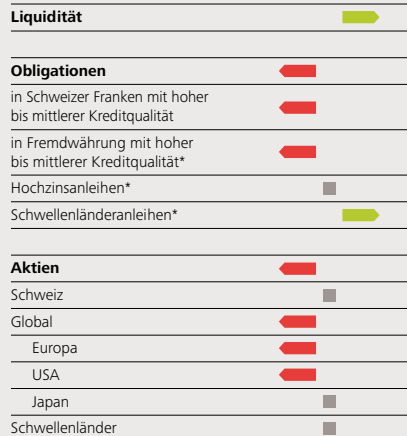 Liquidität
Obligationen
in Schweizer Franken mit hoher
bis mittlerer Kreditqualität
in Fremdwährung mit hoher
bis mittlerer Kreditqualität*
Hochzinsanleihen*
Schwellenländeranleihen*
Aktien
Schweiz
Global
Europa
USA
Japan
Schwellenländer